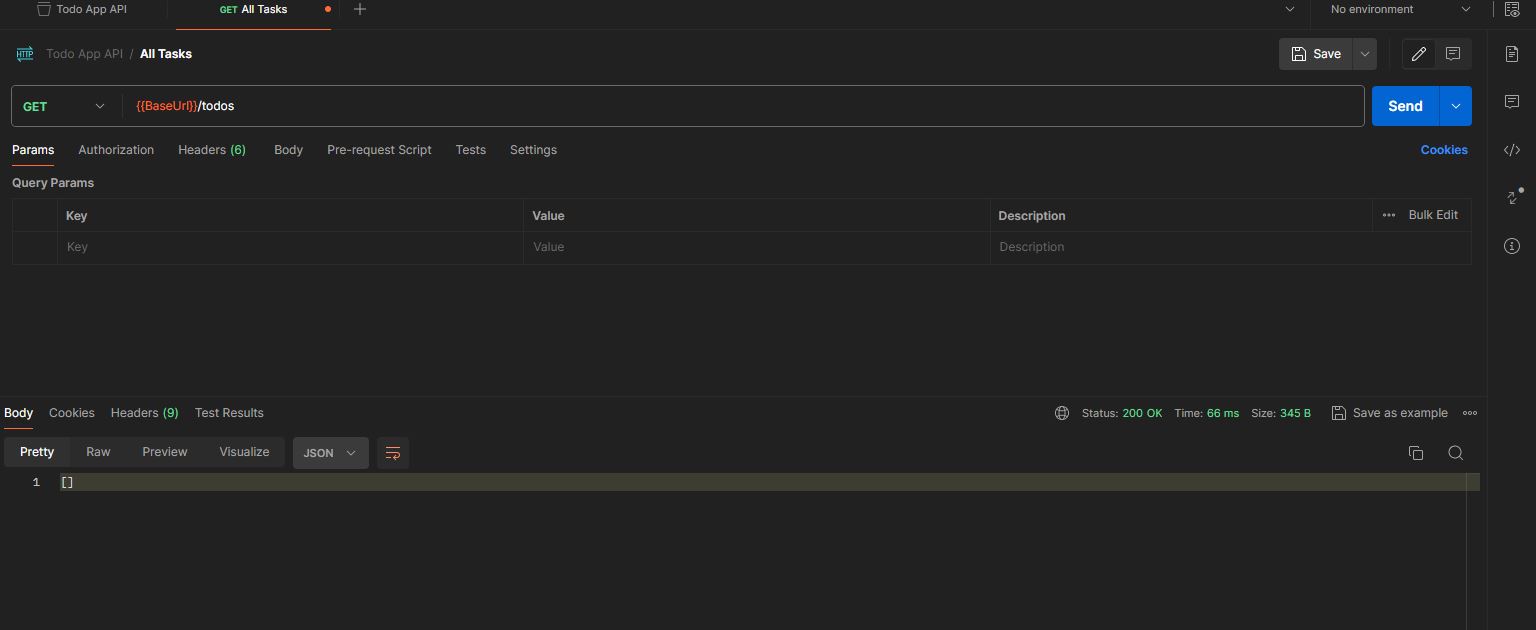 Todo App API
GET All Tasks
No environment
HTTP Todo App API / All Tasks
Save
GET {{BaseUrl}}/todos
Send
Params Authorization Headers (6) Body Pre-request Script Tests Settings Cookies
Query Params
Key Value Description Bulk Edit
Key Value Description
Body Cookies Headers (9) Test Results Status: 200 OK Time: 66 ms Size: 345 B Save as example
Pretty Raw Preview Visualize JSON
1 []